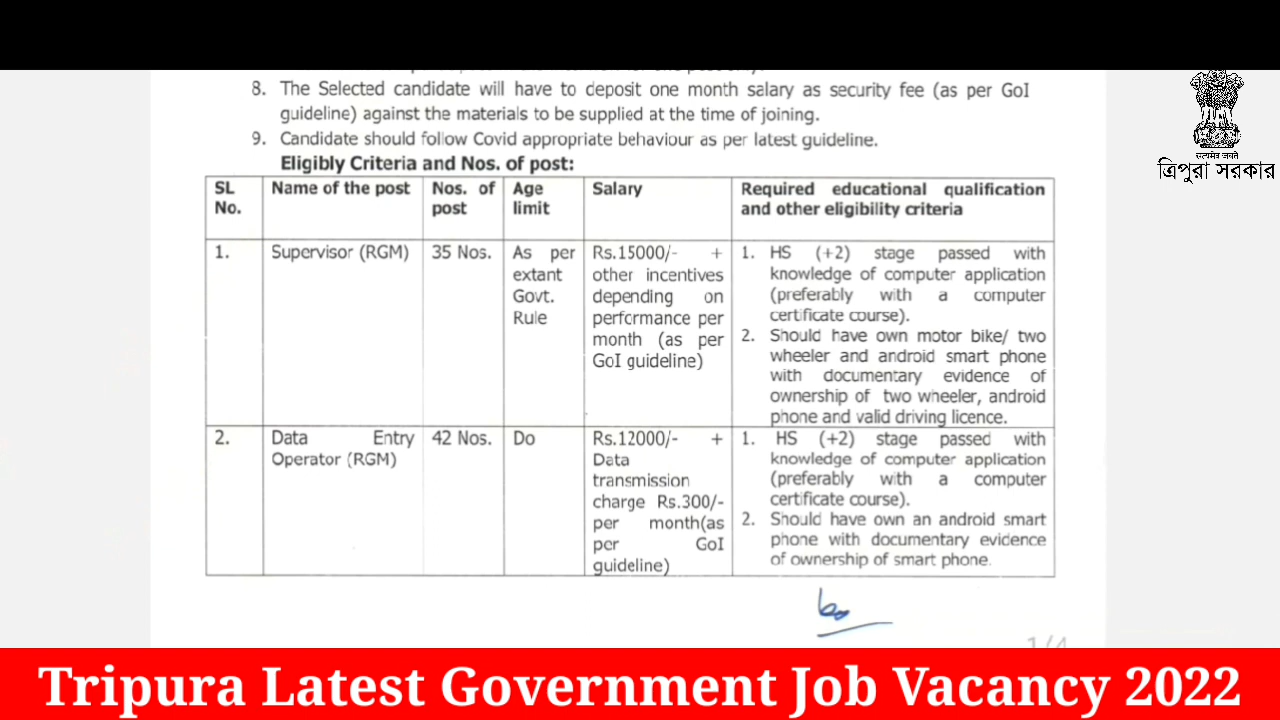 8. The Selected candidate will have to deposit one month salary as security fee (as per GoI
guideline) against the materials to be supplied at the time of joining.
9. Candidate should follow Covid appropriate behaviour as per latest guideline.
Eligibly Criteria and Nos. of post:
सत्यमेव जयते
ত্রিপুরা সরকার
SL No.
Name of the post
Nos. of post
Age limit
Salary
Required educational qualification
and other eligibility criteria
1.
Supervisor (RGM)
35 Nos.
As per
extant
Govt.
Rule
Rs.15000/- +
other incentives
depending on
performance per
month (as per
GoI guideline)
1. HS (+2) stage passed with
knowledge of computer application
(preferably with a computer
certificate course).
2. Should have own motor bike/ two
wheeler and android smart phone
with documentary evidence of
ownership of two wheeler, android
phone and valid driving licence.
2.
Data Entry
Operator (RGM)
42 Nos.
Do
Rs.12000/- +
Data
transmission
charge Rs.300/-
per month(as
per GoI
guideline)
1. HS (+2) stage passed with
knowledge of computer application
(preferably with a computer
certificate course).
2. Should have own an android smart
phone with documentary evidence
of ownership of smart phone.
Tripura Latest Government Job Vacancy 2022